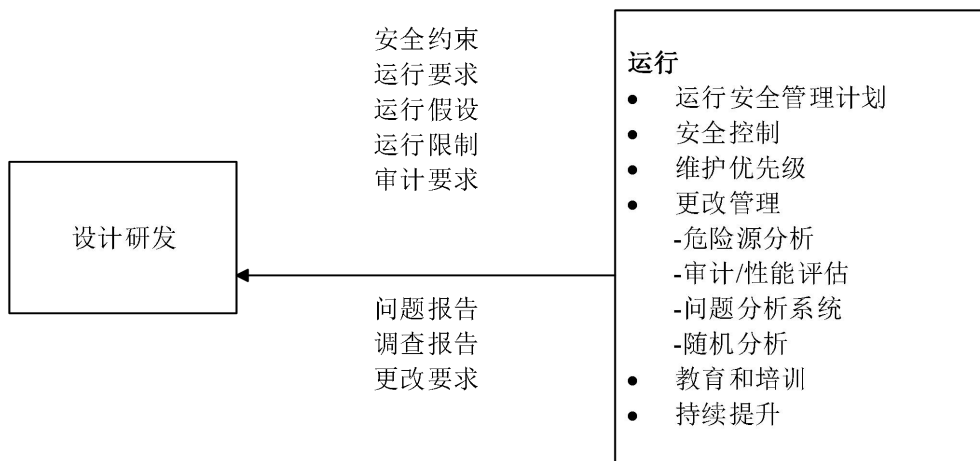 安全约束
运行要求
运行假设
运行限制
审计要求
设计研发
问题报告
调查报告
更改要求
运行
• 运行安全管理计划
• 安全控制
• 维护优先级
• 更改管理
-危险源分析
-审计/性能评估
-问题分析系统
-随机分析
• 教育和培训
• 持续提升